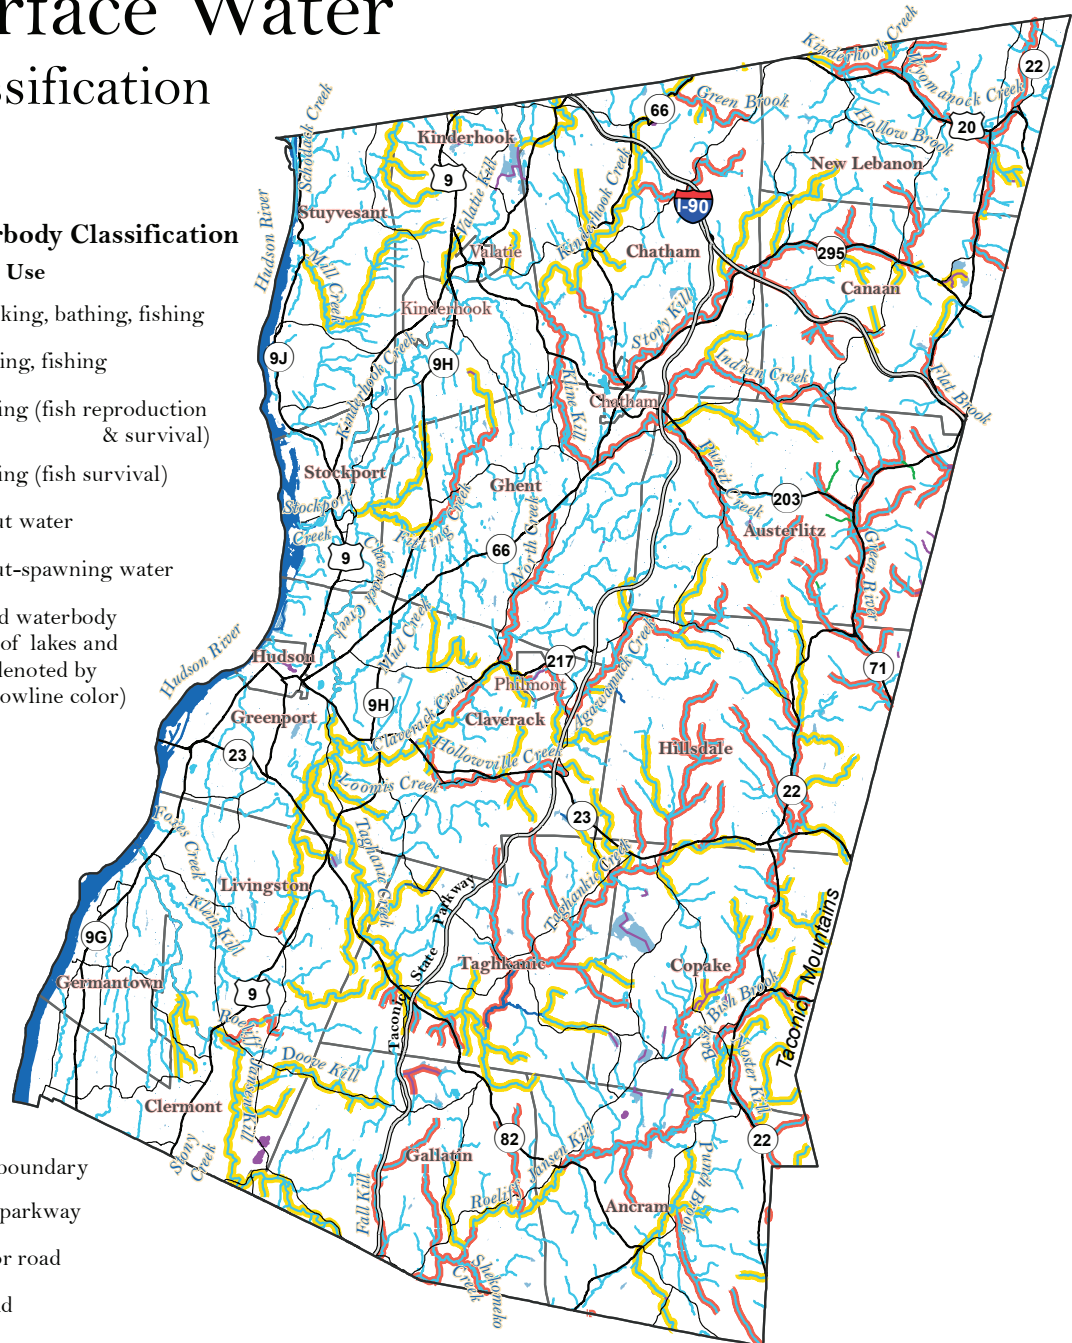 rface Water
sification
rbody Classification
Use
king, bathing, fishing
ing, fishing
ing (fish reproduction
& survival)
ing (fish survival)
ut water
ut-spawning water
d waterbody
of lakes and
denoted by
owline color)
boundary
parkway
or road
d
Kinderhook Creek
Wyomanock Creek
22
20
Hollow Brook
New Lebanon
Green Brook
66
Kinderhook
Schodack Creek
9
Valatie Kill
Stuyvesant
Hudson River
Mill Creek
Valatie
Kinderhook Creek
I-90
Chatham
295
Canaan
Kinderhook
Stony Kill
9J
9H
Kinderhook Creek
Indian Creek
Flat Brook
Kline Kill
Chatham
Stockport
Ghent
Punsit Creek
203
Austerlitz
Stockport
Creek
Fitting Creek
9
Claverack Creek
66
North Creek
Green River
Mud Creek
Hudson River
Hudson
217
Philmont
71
Agawamuck Creek
9H
Greenport
Claverack Creek
Claverack
Hollowville Creek
Hillsdale
23
Loomis Creek
22
23
Foxes Creek
Taghanic Creek
Taghkanic Creek
Livingston
Klein Kill
Parkway
State
Taconic
9G
Taghkanic
Copake
Taconic Mountains
Germantown
9
Bash Bish Brook
Roeliff Jansen Kill
Doove Kill
Noster Kill
Clermont
Stony
Creek
82
22
Gallatin
Roeliff Jansen Kill
Punch Brook
Fall Kill
Ancram
Shekomeko
Creek